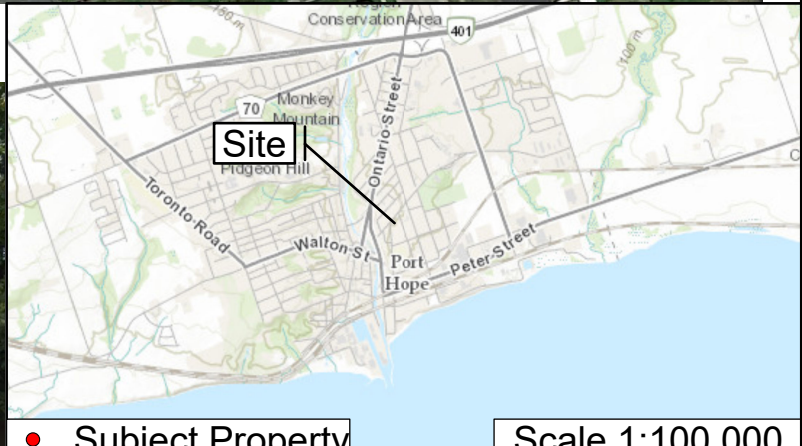 Region
Conservation Area
401
100 m
70
Monkey
Mountain
Site
Pidgeon Hill
Ontario Street
Toronto Road
Walton St
Port
Hope
Peter Street
Subject Property
Scale 1:100,000